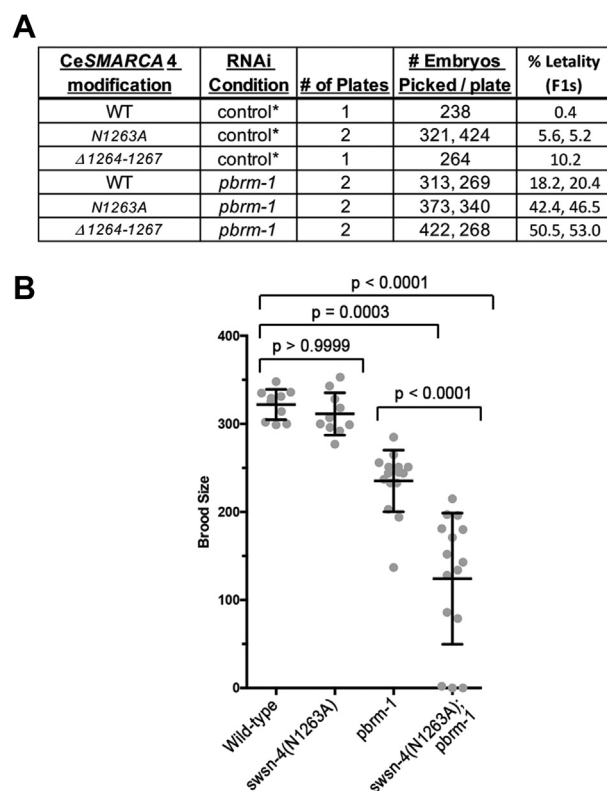 A
CeSMARCA 4 modification RNAi Condition # of Plates # Embryos Picked / plate % Letality (F1s)
WT control* 1 238 0.4
N1263A control* 2 321, 424 5.6, 5.2
Δ1264-1267 control* 1 264 10.2
WT pbrm-1 2 313, 269 18.2, 20.4
N1263A pbrm-1 2 373, 340 42.4, 46.5
Δ1264-1267 pbrm-1 2 422, 268 50.5, 53.0
B
p < 0.0001
p = 0.0003
p > 0.9999
p < 0.0001
400
300
200
100
0
Brood Size
Wild-type
swsn-4(N1263A)
pbrm-1
swsn-4(N1263A);
pbrm-1